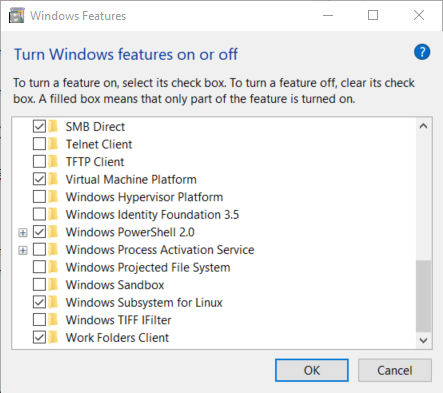 Windows Features
Turn Windows features on or off
?
To turn a feature on, select its check box. To turn a feature off, clear its check
box. A filled box means that only part of the feature is turned on.
SMB Direct
Telnet Client
TFTP Client
Virtual Machine Platform
Windows Hypervisor Platform
Windows Identity Foundation 3.5
Windows PowerShell 2.0
Windows Process Activation Service
Windows Projected File System
Windows Sandbox
Windows Subsystem for Linux
Windows TIFF IFilter
Work Folders Client
OK Cancel